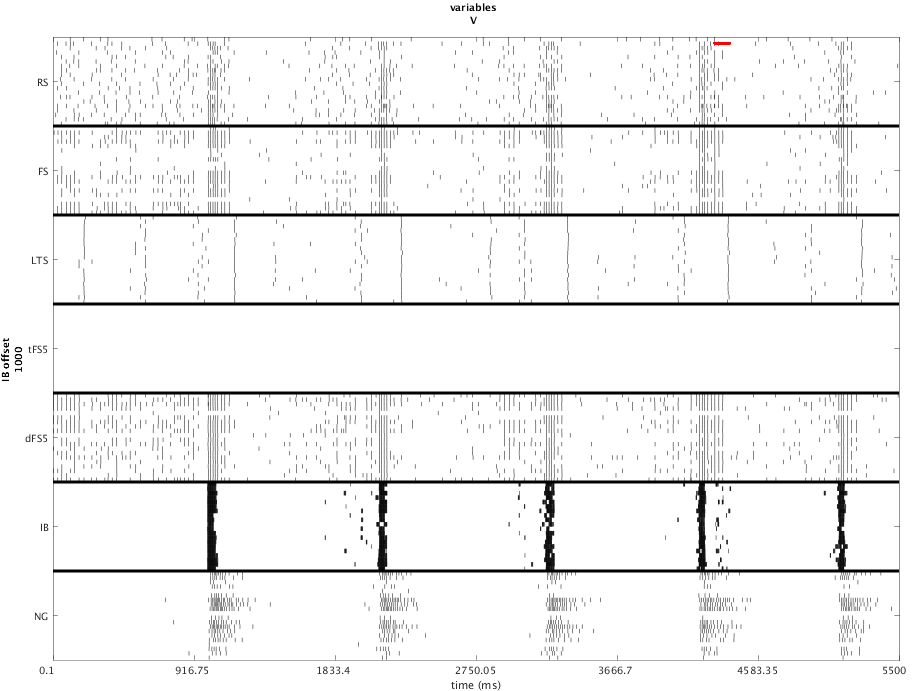 variables
V
RS
FS
LTS
tFS5
dFS5
IB
NG
IB offset
1000
0.1 916.75 1833.4 2750.05 3666.7 4583.35 5500
time (ms)